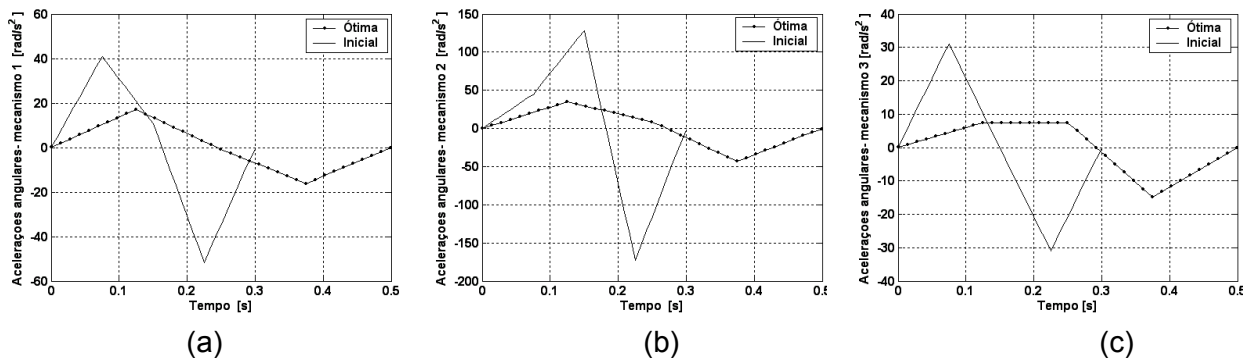 Acelerações angulares- mecanismo 1 [rad/s²]
60
40
20
0
-20
-40
-60
0
0.1
0.2
0.3
0.4
0.5
Tempo [s]
Ótima
Inicial
(a)
Acelerações angulares- mecanismo 2 [rad/s²]
150
100
50
0
-50
-100
-150
-200
0
0.1
0.2
0.3
0.4
0.5
Tempo [s]
Ótima
Inicial
(b)
Acelerações angulares- mecanismo 3 [rad/s²]
40
30
20
10
0
-10
-20
-30
-40
0
0.1
0.2
0.3
0.4
0.5
Tempo [s]
Ótima
Inicial
(c)